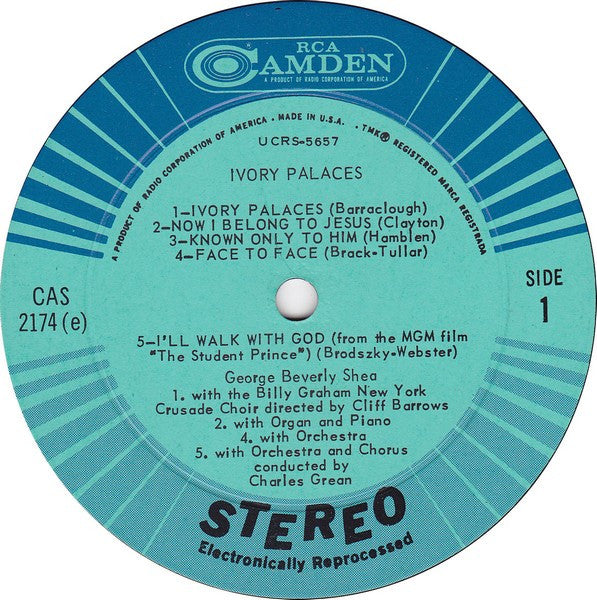 RCA
CAMDEN
A PRODUCT OF RADIO CORPORATION OF AMERICA
A PRODUCT OF RADIO CORPORATION OF AMERICA - MADE IN U.S.A. .. TMK® REGISTERED MARCA REGISTRADA
UCRS-5657
IVORY PALACES
1—IVORY PALACES (Barraclough)
2—NOW I BELONG TO JESUS (Clayton)
3—KNOWN ONLY TO HIM (Hamblen)
4—FACE TO FACE (Brack-Tullar)
CAS
2174 (e)
SIDE
1
5—I'LL WALK WITH GOD (from the MGM film
"The Student Prince") (Brodszky-Webster)
George Beverly Shea
1. with the Billy Graham New York
Crusade Choir directed by Cliff Barrows
2. with Organ and Piano
4. with Orchestra
5. with Orchestra and Chorus
conducted by
Charles Grean
STEREO
Electronically Reprocessed